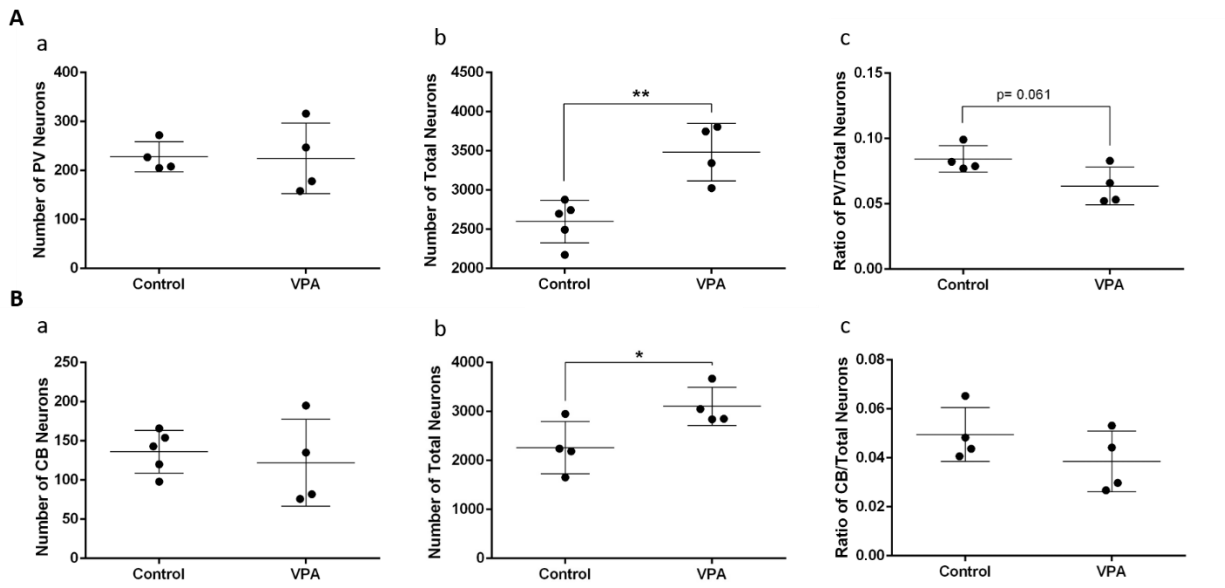 A
a
Number of PV Neurons
400
300
200
100
0
Control VPA
b
Number of Total Neurons
4500
4000
3500
3000
2500
2000
**
Control VPA
c
Ratio of PV/Total Neurons
0.15
0.10
0.05
0.00
p= 0.061
Control VPA
B
a
Number of CB Neurons
250
200
150
100
50
0
Control VPA
b
Number of Total Neurons
4000
3000
2000
1000
0
*
Control VPA
c
Ratio of CB/Total Neurons
0.08
0.06
0.04
0.02
0.00
Control VPA